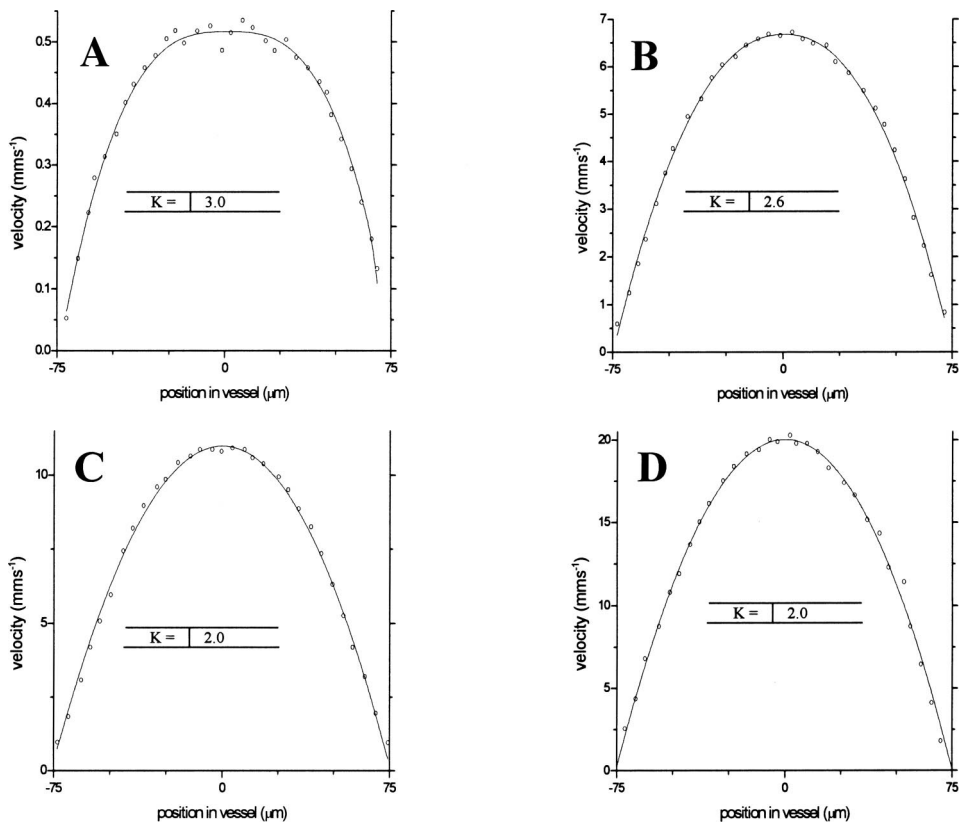 A
velocity (mms⁻¹)
0.5
0.4
0.3
0.2
0.1
0.0
K = 3.0
-75 0 75
position in vessel (μm)
B
velocity (mms⁻¹)
7
6
5
4
3
2
1
0
K = 2.6
-75 0 75
position in vessel (μm)
C
velocity (mms⁻¹)
10
5
0
K = 2.0
-75 0 75
position in vessel (μm)
D
velocity (mms⁻¹)
20
15
10
5
0
K = 2.0
-75 0 75
position in vessel (μm)